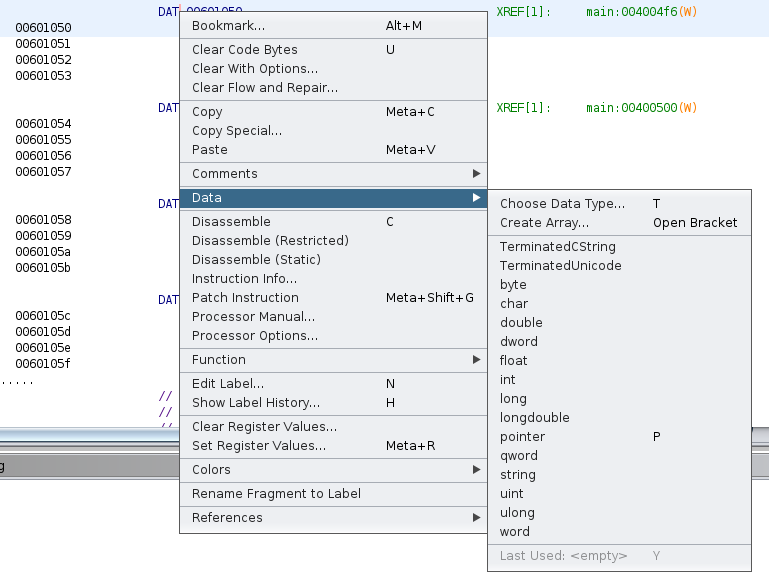 DAT 00601050 XREF[1]: main:004004f6(W)
00601050
00601051
00601052
00601053
DAT XREF[1]: main:00400500(W)
00601054
00601055
00601056
00601057
DAT
00601058
00601059
0060105a
0060105b
DAT
0060105c
0060105d
0060105e
0060105f
.....
//
//
//
g
Bookmark... Alt+M
Clear Code Bytes U
Clear With Options...
Clear Flow and Repair...
Copy Meta+C
Copy Special...
Paste Meta+V
Comments
Data
Disassemble C
Disassemble (Restricted)
Disassemble (Static)
Instruction Info...
Patch Instruction Meta+Shift+G
Processor Manual...
Processor Options...
Function
Edit Label... N
Show Label History... H
Clear Register Values...
Set Register Values... Meta+R
Colors
Rename Fragment to Label
References
Choose Data Type... T
Create Array... Open Bracket
TerminatedCString
TerminatedUnicode
byte
char
double
dword
float
int
long
longdouble
pointer P
qword
string
uint
ulong
word
Last Used: <empty> Y